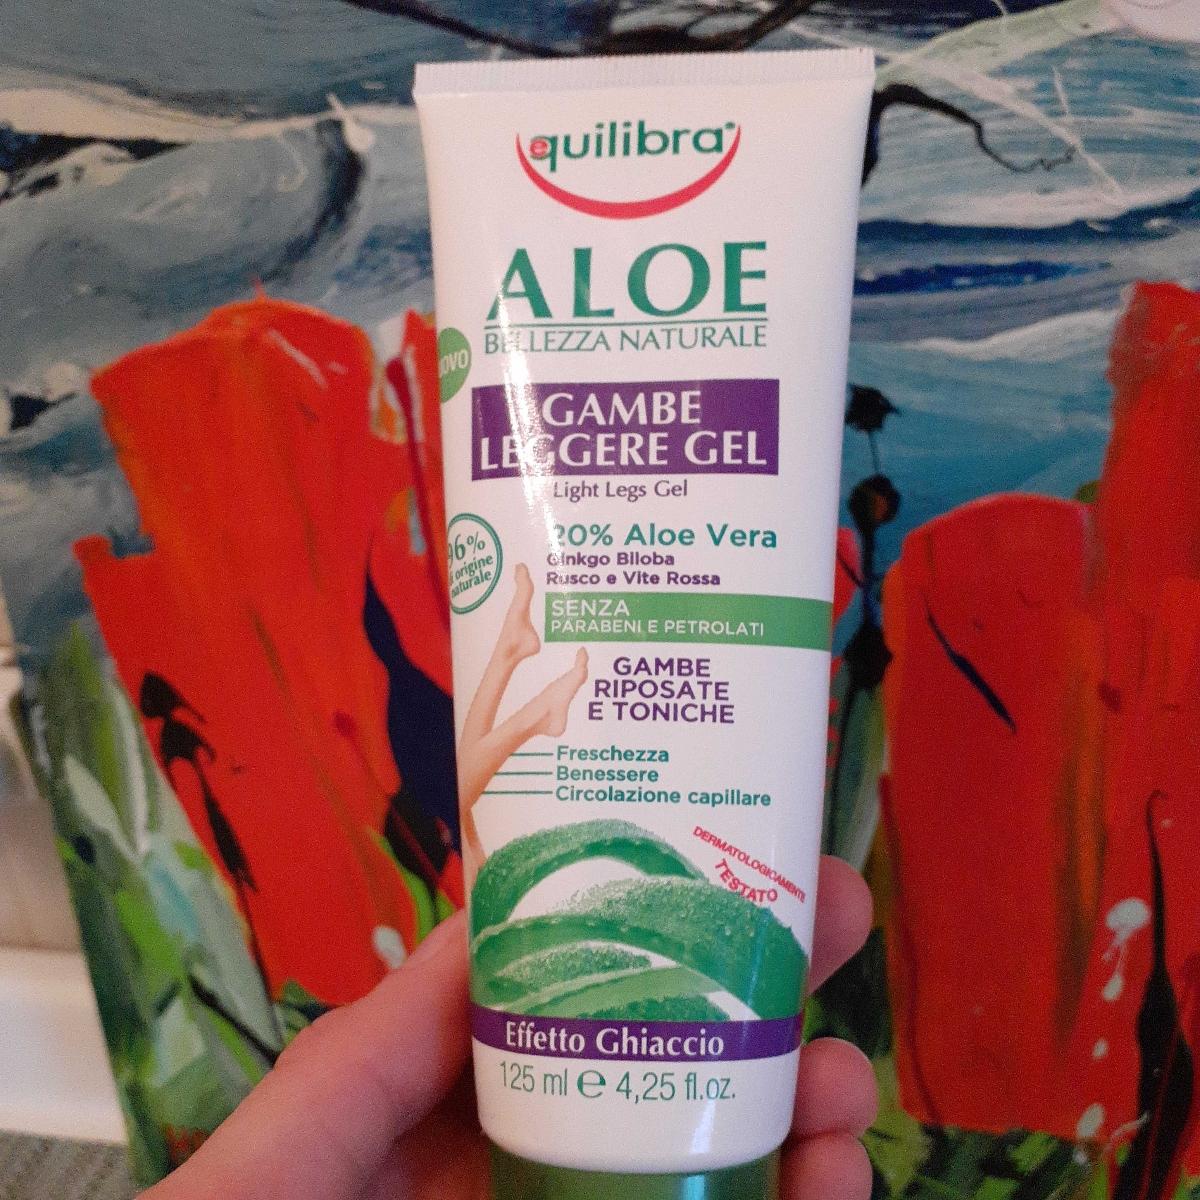 equilibra
ALOE
BELLEZZA NATURALE
GAMBE
LEGGERE GEL
Light Legs Gel
96%
origine
naturale
20% Aloe Vera
Ginkgo Biloba
Rusco e Vite Rossa
SENZA
PARABENI E PETROLATI
GAMBE
RIPOSATE
E TONICHE
Freschezza
Benessere
Circolazione capillare
DERMATOLOGICAMENTE
TESTATO
Effetto Ghiaccio
125 ml e 4,25 fl.oz.